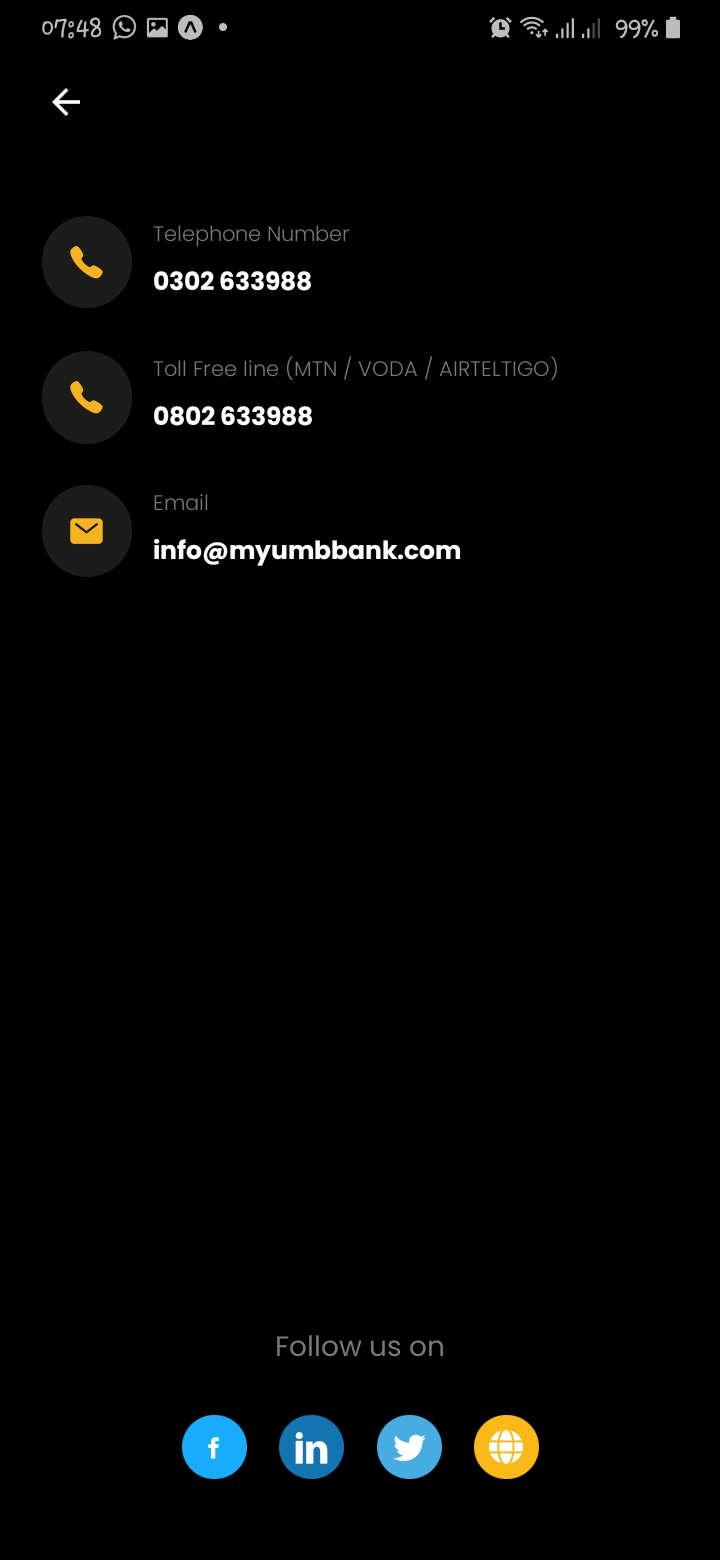 07:48
99%
Telephone Number
0302 633988
Toll Free line (MTN / VODA / AIRTELTIGO)
0802 633988
Email
info@myumbbank.com
Follow us on
f
in